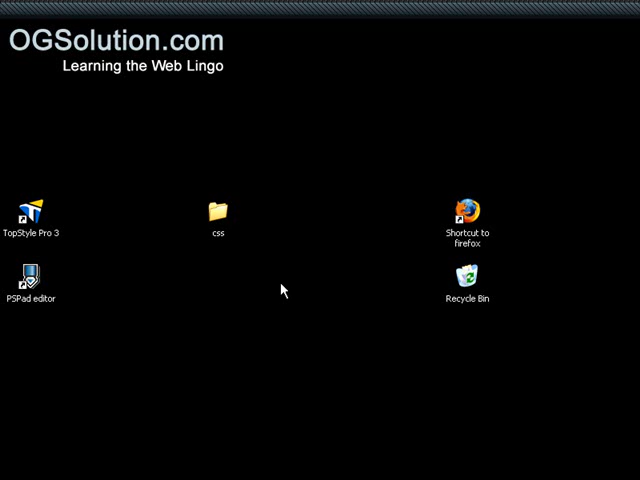 OGSolution.com
Learning the Web Lingo
TopStyle Pro 3
css
Shortcut to
firefox
PSPad editor
Recycle Bin